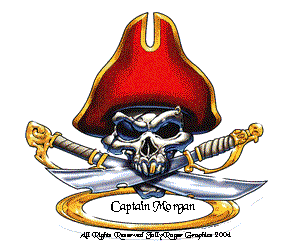 Captain Morgan
All Rights Reserved JollyRoger Graphics 2004